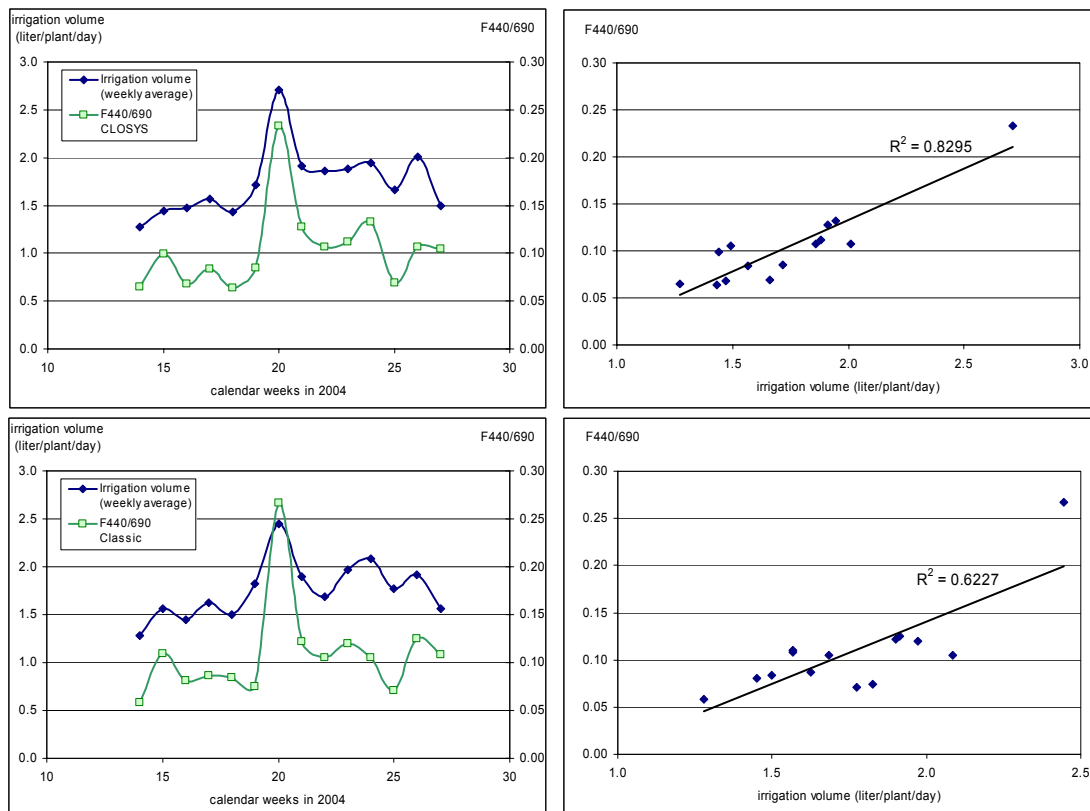 irrigation volume
(liter/plant/day)
F440/690
3.0
2.5
2.0
1.5
1.0
0.5
0.0
0.30
0.25
0.20
0.15
0.10
0.05
0.00
Irrigation volume
(weekly average)
F440/690
CLOSYS
10 15 20 25 30
calendar weeks in 2004
F440/690
0.30
0.25
0.20
0.15
0.10
0.05
0.00
R² = 0.8295
1.0 1.5 2.0 2.5 3.0
irrigation volume (liter/plant/day)
irrigation volume
(liter/plant/day)
F440/690
3.0
2.5
2.0
1.5
1.0
0.5
0.0
0.30
0.25
0.20
0.15
0.10
0.05
0.00
Irrigation volume
(weekly average)
F440/690
Classic
10 15 20 25 30
calendar weeks in 2004
F440/690
0.30
0.25
0.20
0.15
0.10
0.05
0.00
R² = 0.6227
1.0 1.5 2.0 2.5
irrigation volume (liter/plant/day)